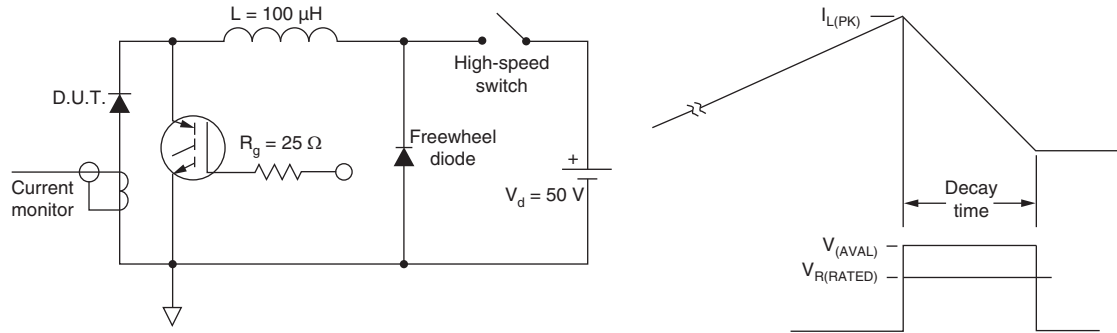 L = 100 μH
I_L(PK)
High-speed
switch
D.U.T.
R_g = 25 Ω
Freewheel
diode
+
Current
monitor
V_d = 50 V
Decay
time
V_(AVAL)
V_R(RATED)